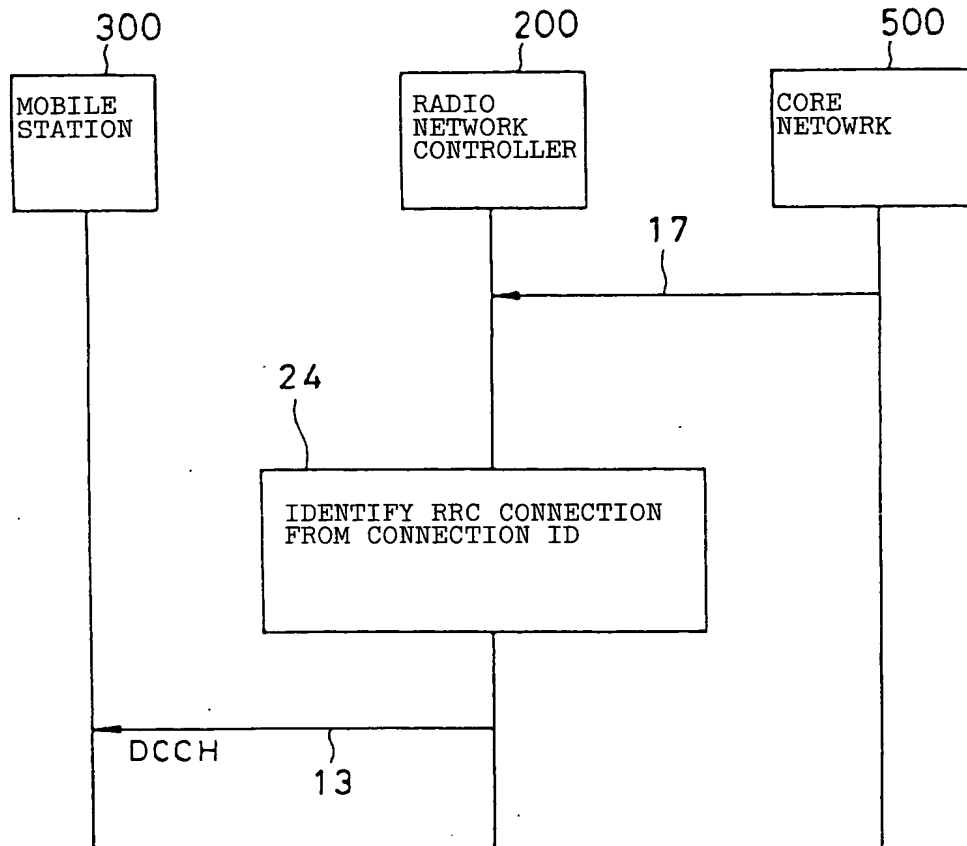 300
200
500
MOBILE
STATION
RADIO
NETWORK
CONTROLLER
CORE
NETOWRK
17
24
IDENTIFY RRC CONNECTION
FROM CONNECTION ID
DCCH
13